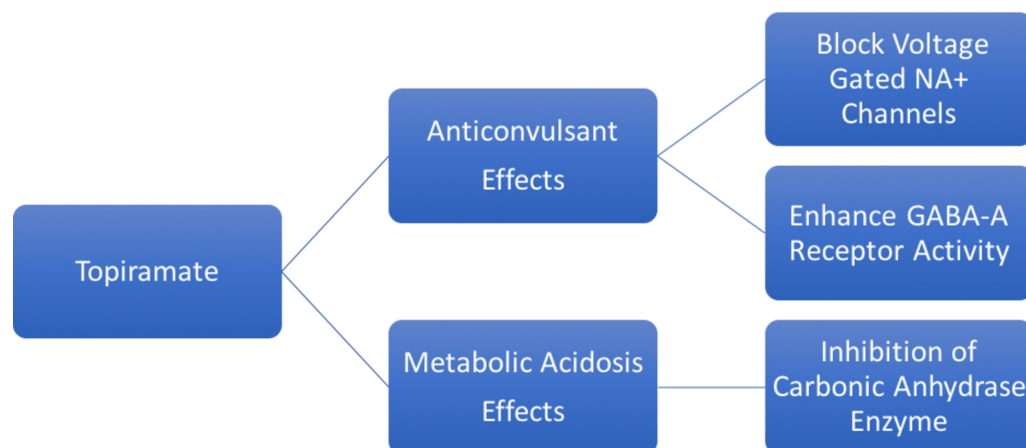 Topiramate
Anticonvulsant
Effects
Block Voltage
Gated NA+
Channels
Enhance GABA-A
Receptor Activity
Metabolic Acidosis
Effects
Inhibition of
Carbonic Anhydrase
Enzyme